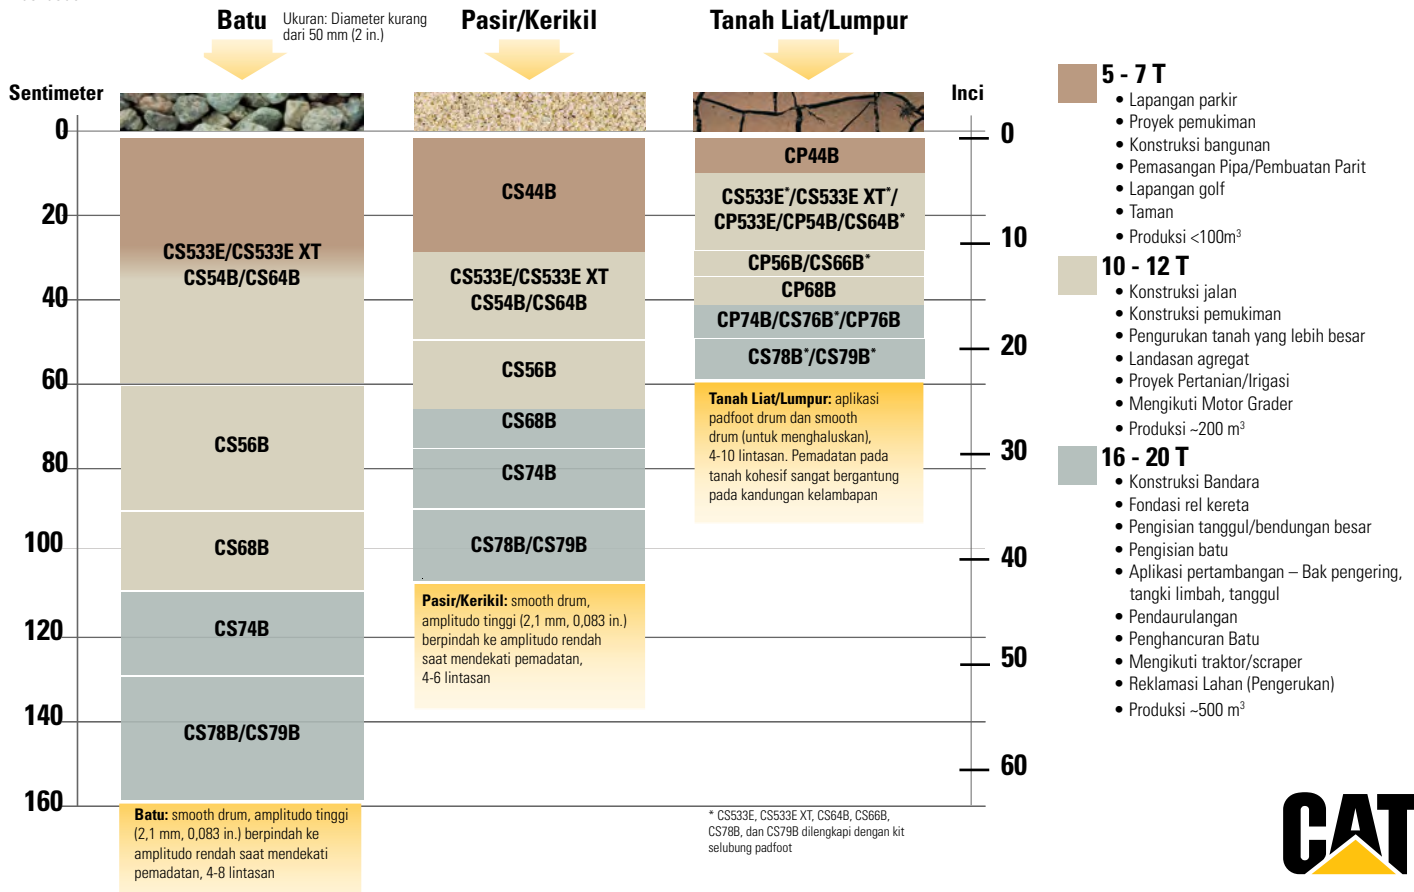 Batu
Ukuran: Diameter kurang
dari 50 mm (2 in.)
Pasir/Kerikil
Tanah Liat/Lumpur
Sentimeter
Inci
0
20
40
60
80
100
120
140
160
CS533E/CS533E XT
CS54B/CS64B
CS56B
CS68B
CS74B
CS78B/CS79B
Batu: smooth drum, amplitudo tinggi
(2,1 mm, 0,083 in.) berpindah ke
amplitudo rendah saat mendekati
pemadatan, 4-8 lintasan
CS44B
CS533E/CS533E XT
CS54B/CS64B
CS56B
CS68B
CS74B
CS78B/CS79B
Pasir/Kerikil: smooth drum,
amplitudo tinggi (2,1 mm, 0,083 in.)
berpindah ke amplitudo rendah
saat mendekati pemadatan,
4-6 lintasan
CP44B
CS533E*/CS533E XT*/
CP533E/CP54B/CS64B*
CP56B/CS66B*
CP68B
CP74B/CS76B*/CP76B
CS78B*/CS79B*
Tanah Liat/Lumpur: aplikasi
padfoot drum dan smooth
drum (untuk menghaluskan),
4-10 lintasan. Pemadatan pada
tanah kohesif sangat bergantung
pada kandungan kelambapan
* CS533E, CS533E XT, CS64B, CS66B,
CS78B, dan CS79B dilengkapi dengan kit
selubung padfoot
0
10
20
30
40
50
60
5 - 7 T
• Lapangan parkir
• Proyek pemukiman
• Konstruksi bangunan
• Pemasangan Pipa/Pembuatan Parit
• Lapangan golf
• Taman
• Produksi <100m³
10 - 12 T
• Konstruksi jalan
• Konstruksi pemukiman
• Pengurukan tanah yang lebih besar
• Landasan agregat
• Proyek Pertanian/Irigasi
• Mengikuti Motor Grader
• Produksi ~200 m³
16 - 20 T
• Konstruksi Bandara
• Fondasi rel kereta
• Pengisian tanggul/bendungan besar
• Pengisian batu
• Aplikasi pertambangan – Bak pengering,
tangki limbah, tanggul
• Pendaurulangan
• Penghancuran Batu
• Mengikuti traktor/scraper
• Reklamasi Lahan (Pengerukan)
• Produksi ~500 m³
CAT